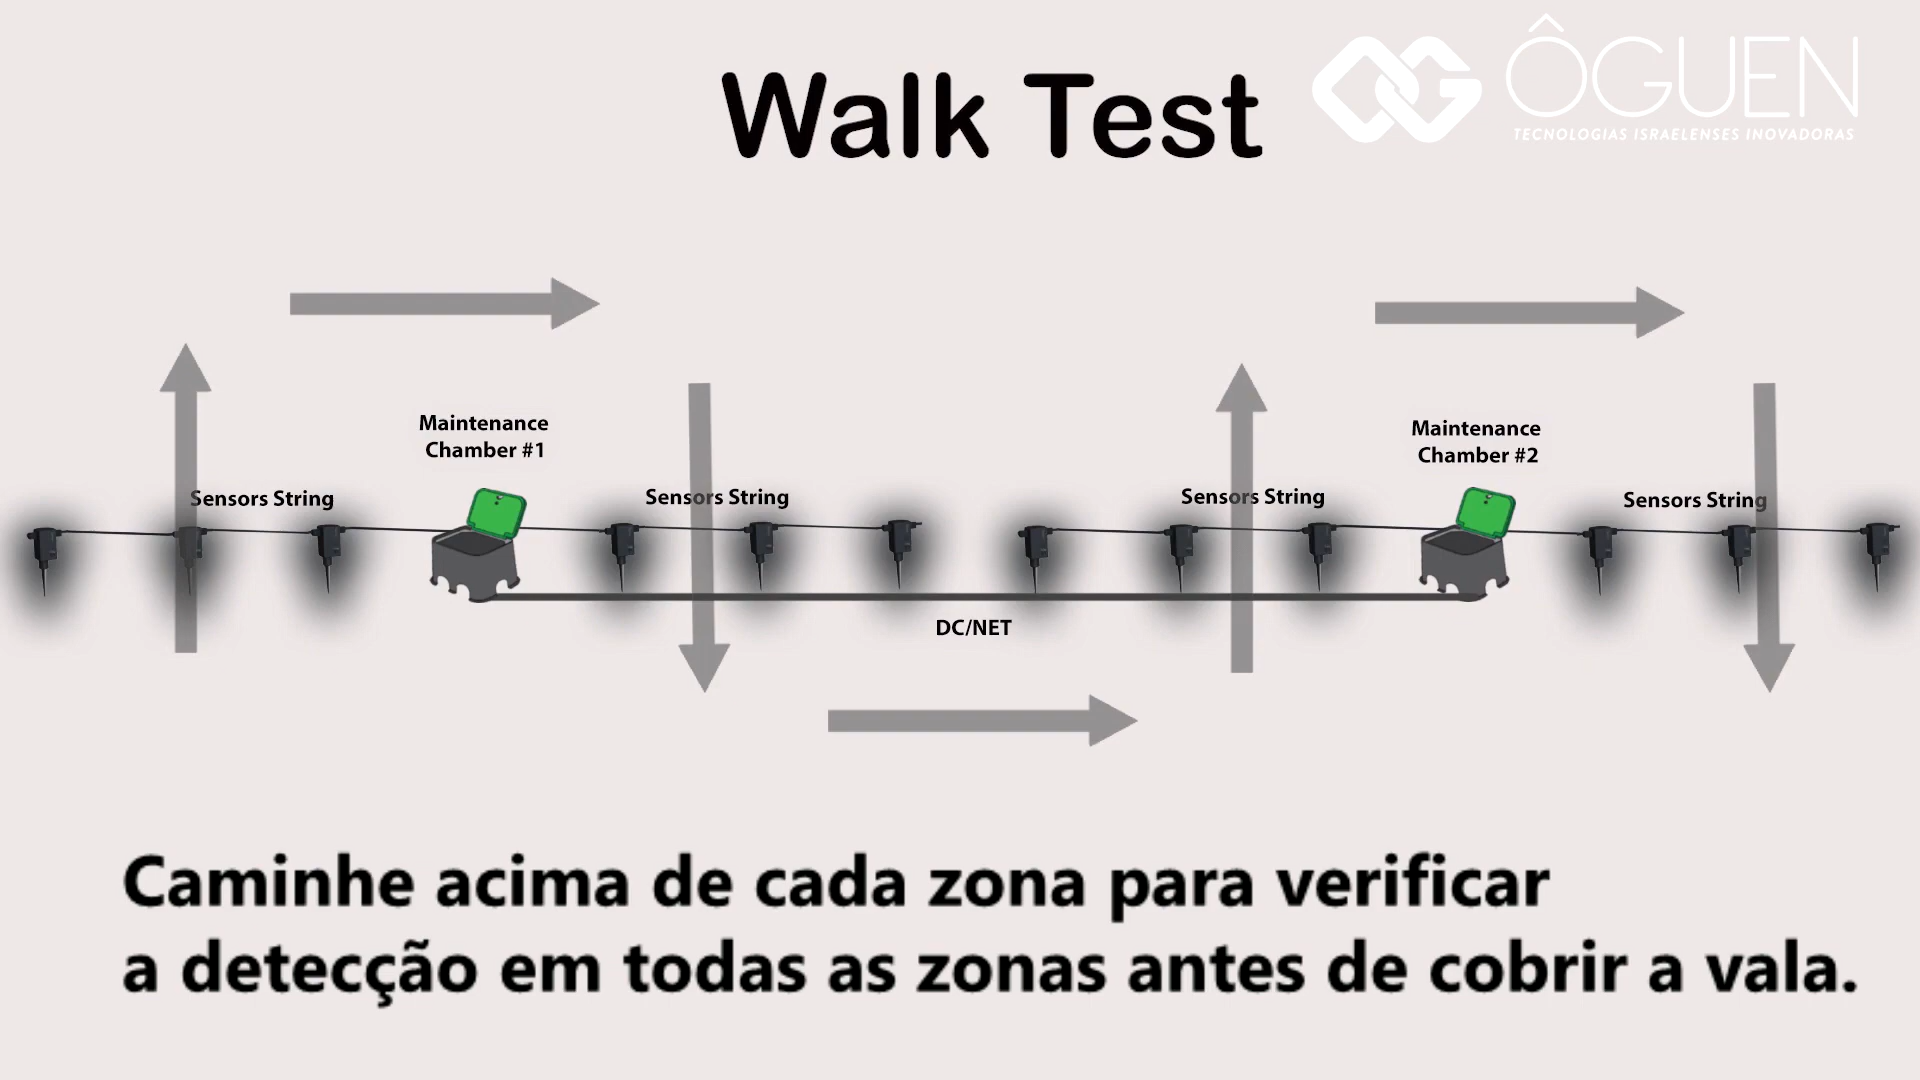 Walk Test
ÔGUEN
TECNOLOGIAS ISRAELENSES INOVADORAS
Maintenance
Chamber #1
Maintenance
Chamber #2
Sensors String
Sensors String
Sensors String
Sensors String
DC/NET
Caminhe acima de cada zona para verificar
a detecção em todas as zonas antes de cobrir a vala.